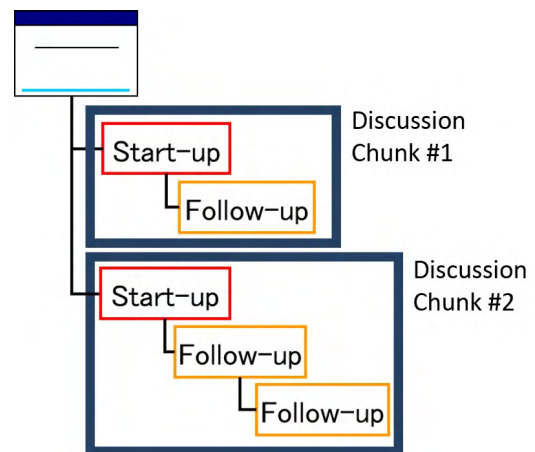 Discussion
Chunk #1
Start-up
Follow-up
Discussion
Chunk #2
Start-up
Follow-up
Follow-up